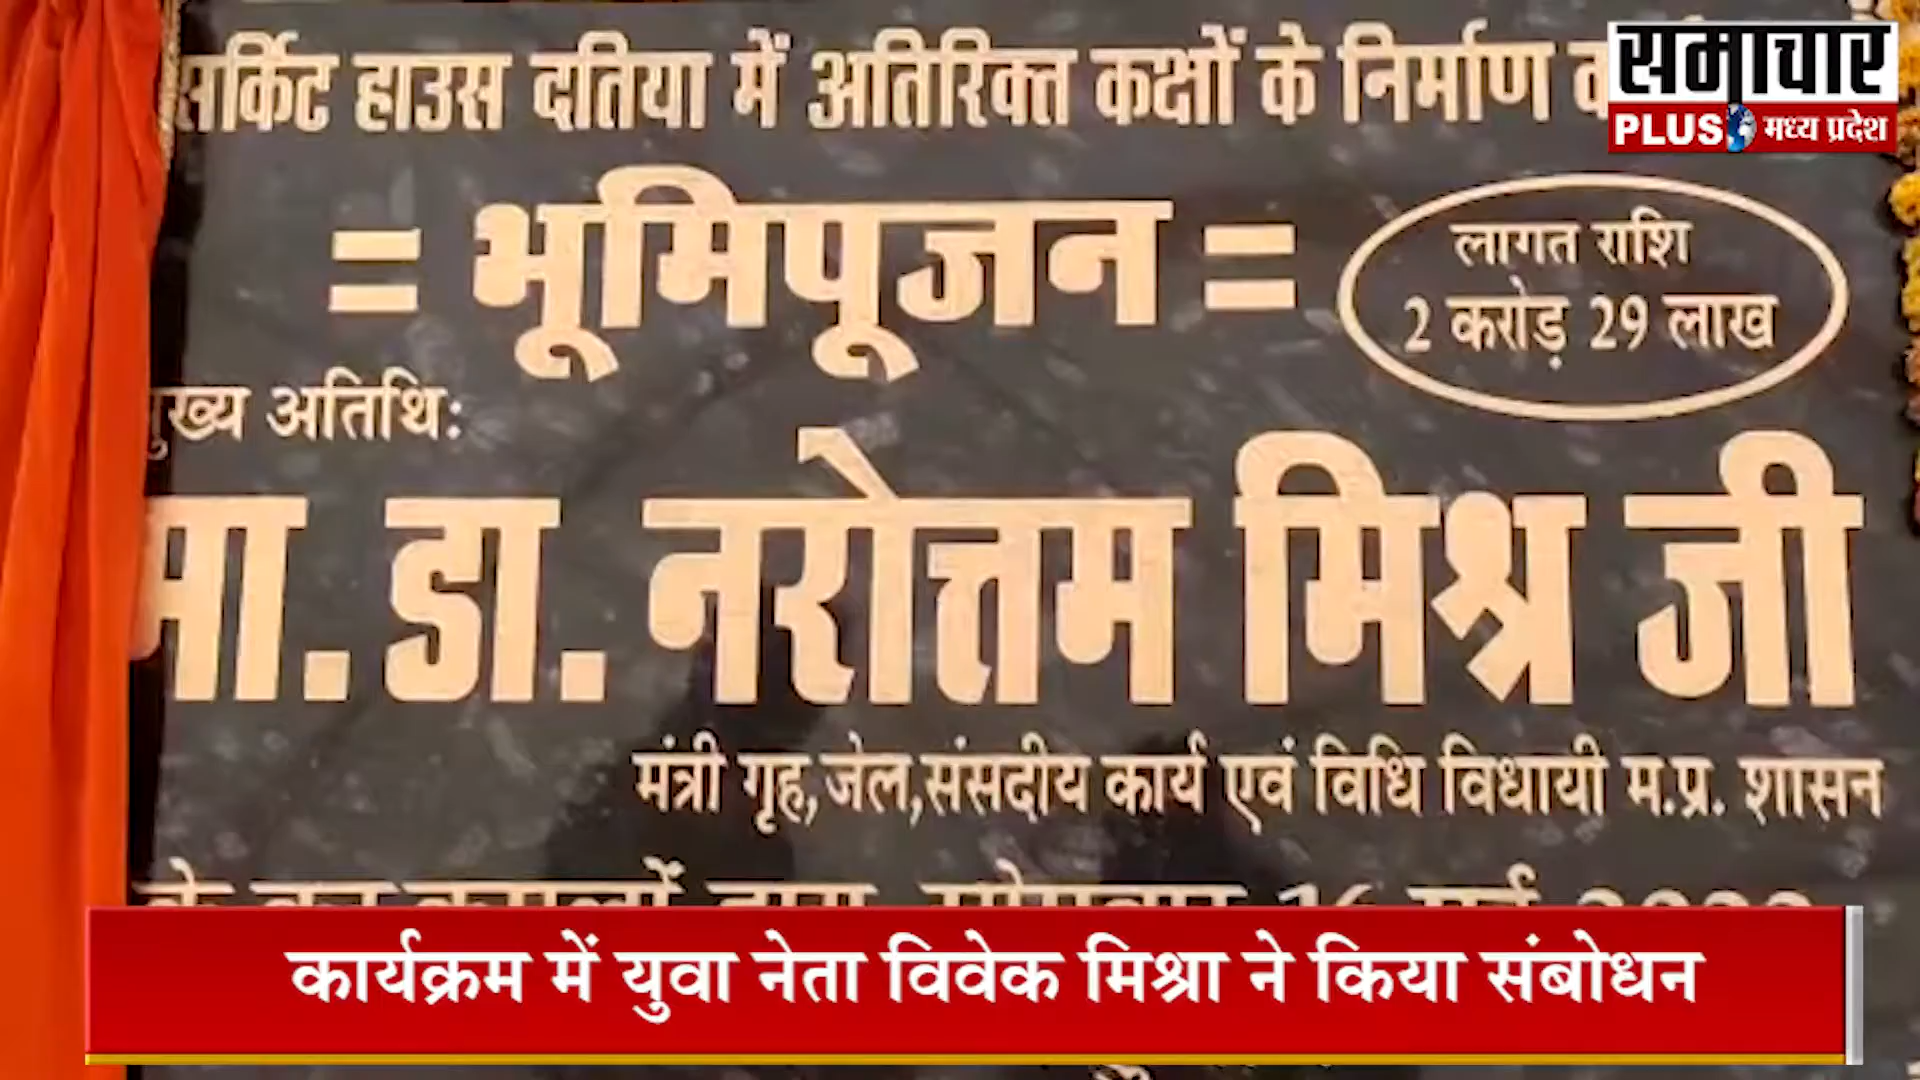 सर्किट हाउस दतिया में अतिरिक्त कक्षों के निर्माण
समाचार
PLUS मध्य प्रदेश
= भूमिपूजन =
लागत राशि
2 करोड़ 29 लाख
मुख्य अतिथि:
मा. डा. नरोत्तम मिश्र जी
मंत्री गृह,जेल,संसदीय कार्य एवं विधि विधायी म.प्र. शासन
कार्यक्रम में युवा नेता विवेक मिश्रा ने किया संबोधन